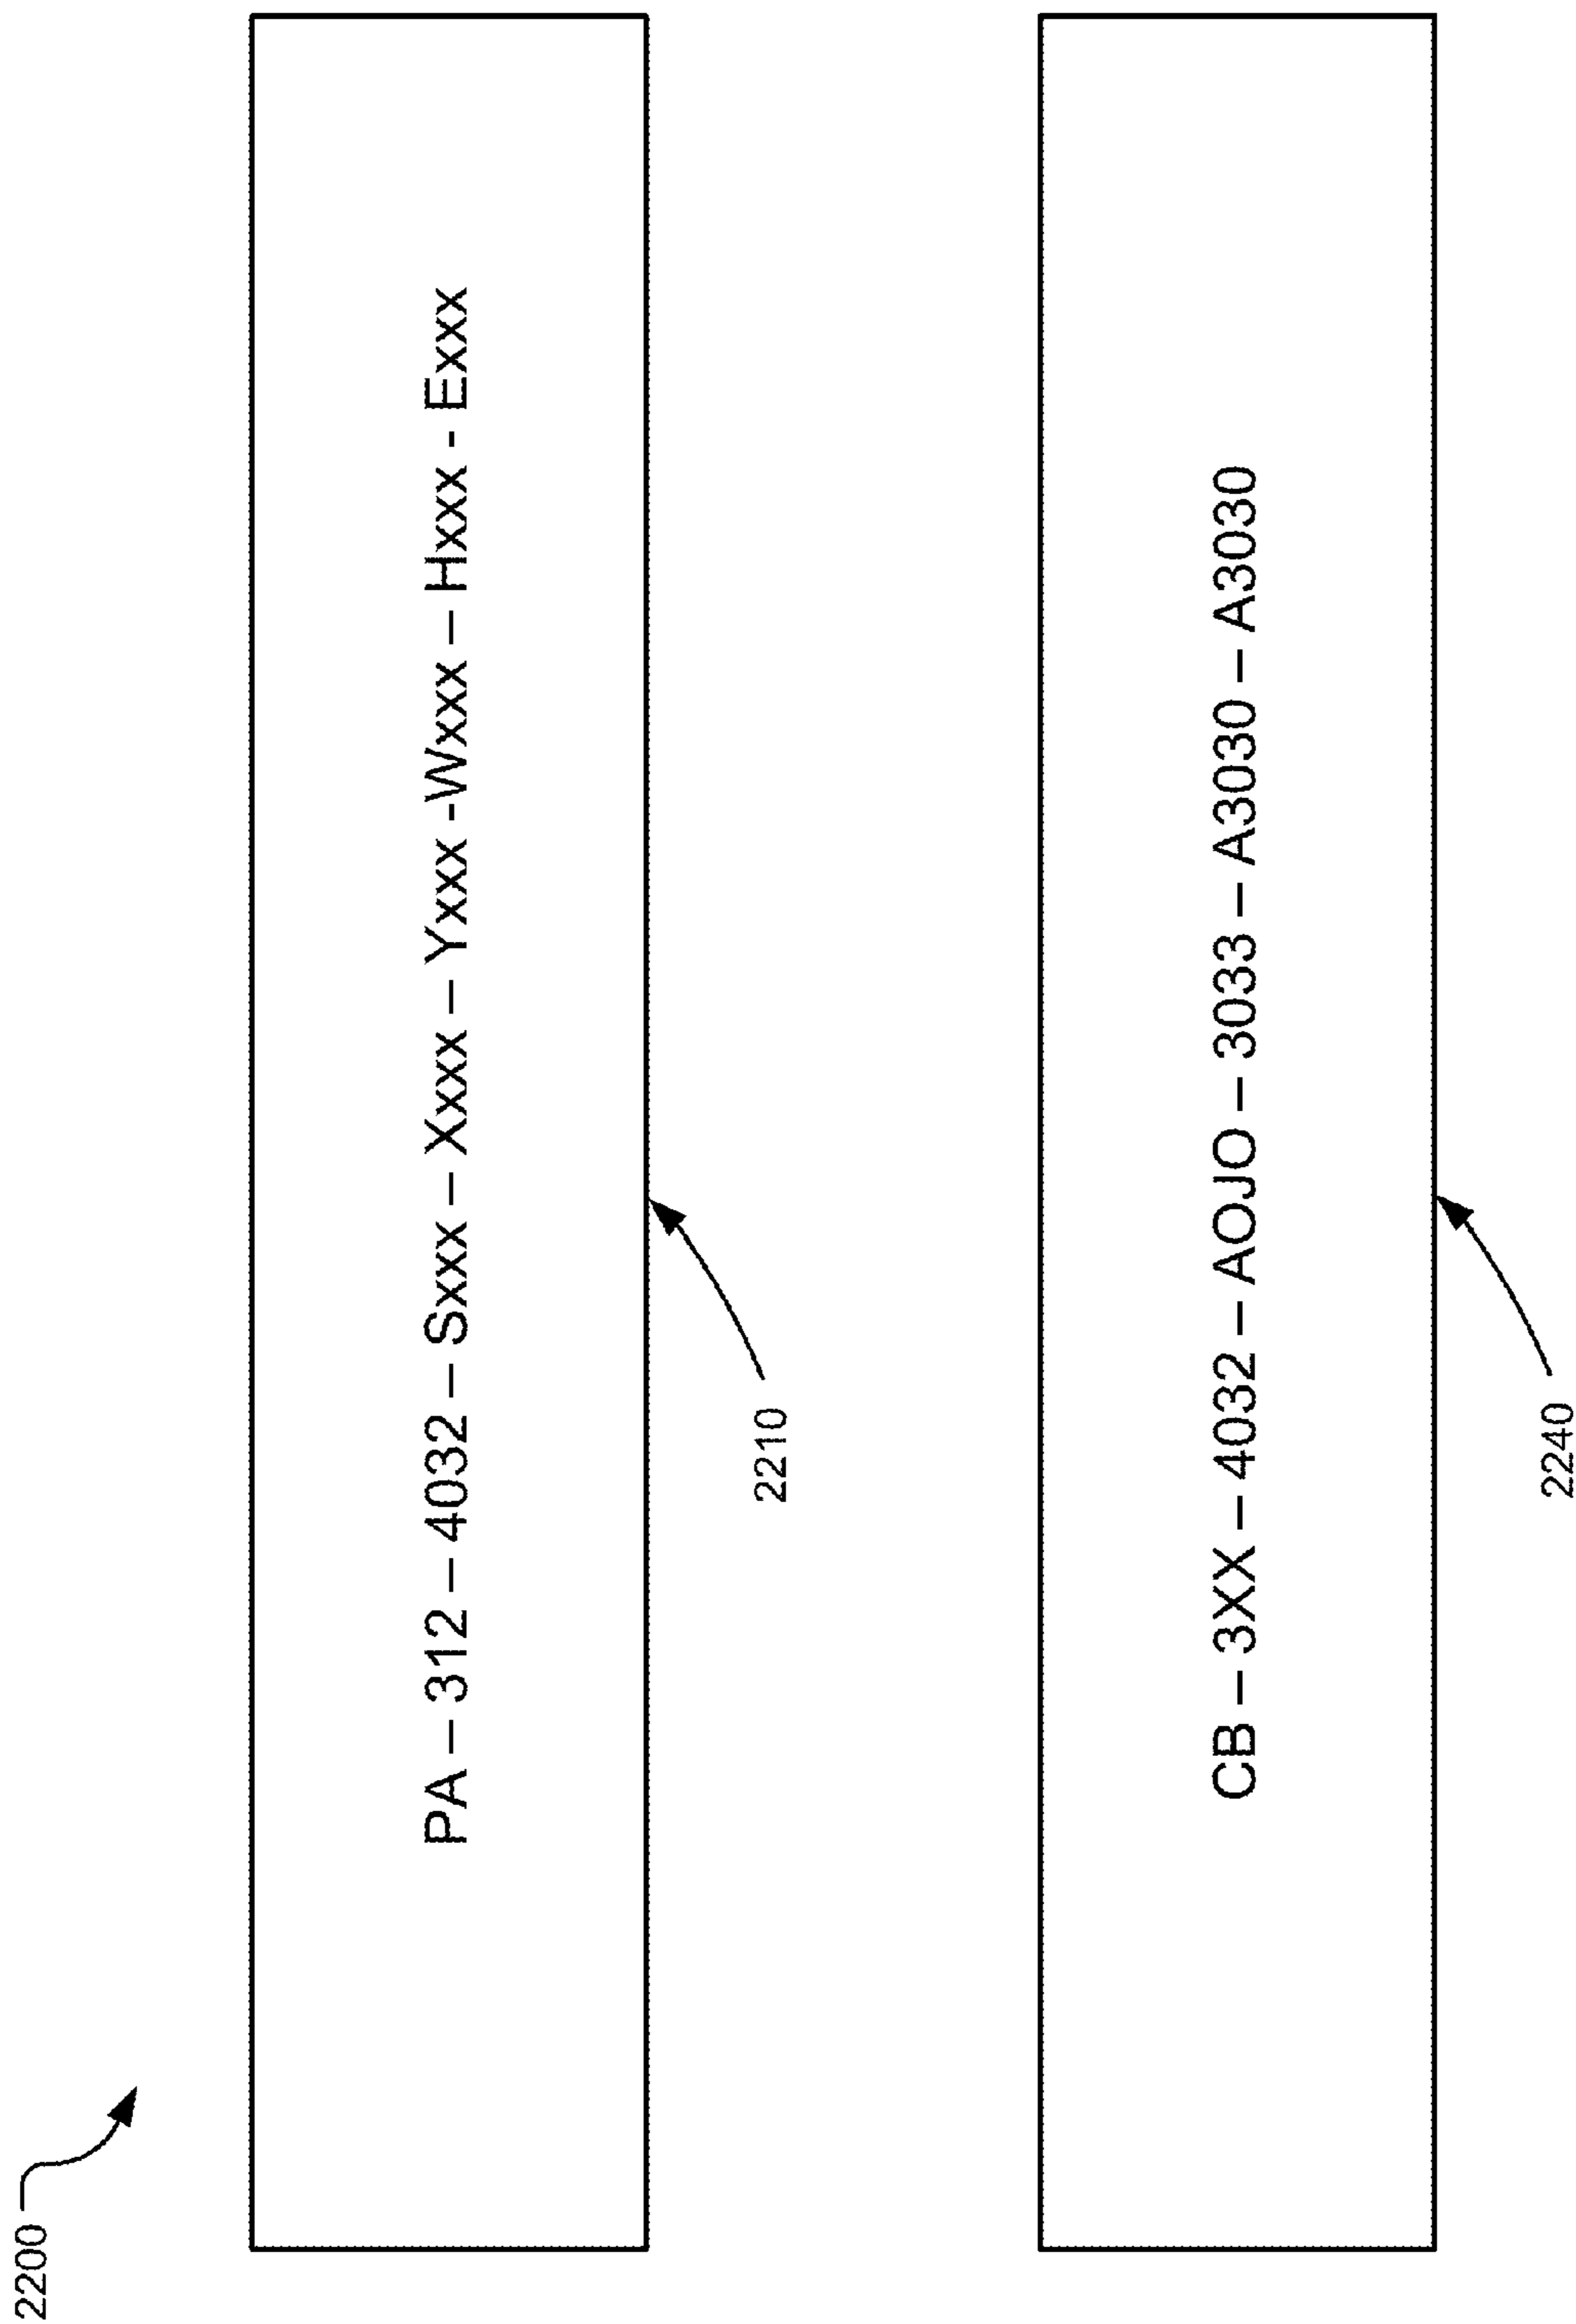 2200
PA – 312 – 4032 – Sxxx – Xxxx – Yxxx -Wxxx – Hxxx - Exxx
2210
CB – 3XX – 4032 – AOJO – 3033 – A3030 – A3030
2240